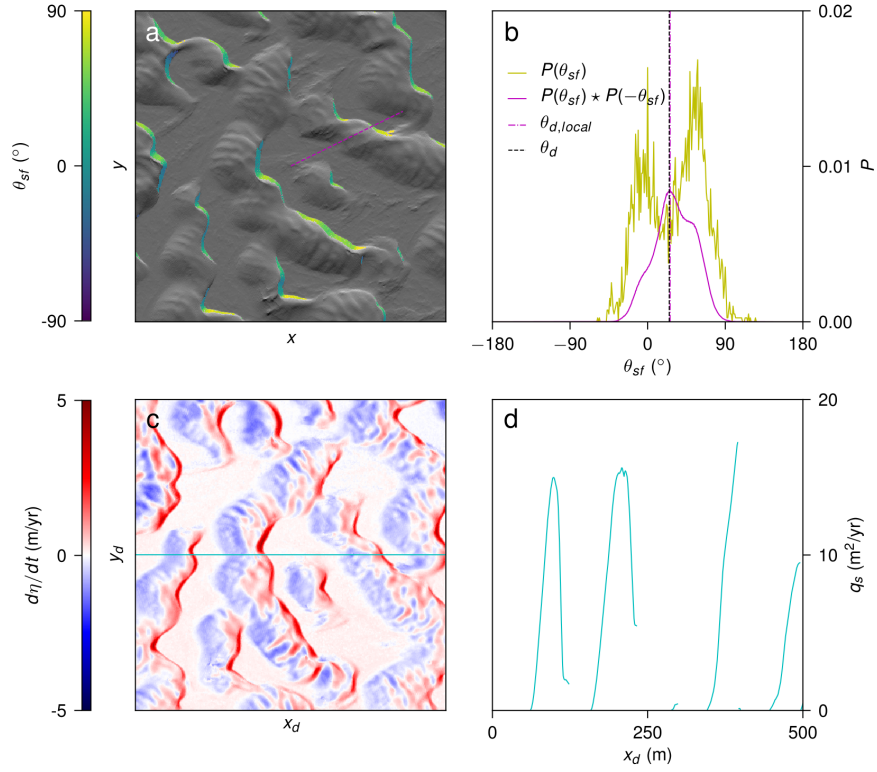 90
0
-90
θsf (°)
a
y
x
b
P(θsf)
P(θsf) ⋆ P(−θsf)
θd,local
θd
0.02
0.01
0.00
P
−180
−90
0
90
180
θsf (°)
5
0
-5
dη/dt (m/yr)
c
yd
xd
d
20
10
0
qs (m²/yr)
0
250
500
xd (m)